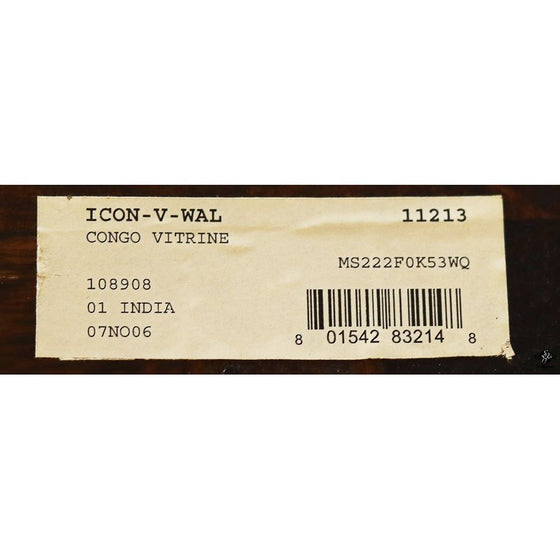 ICON-V-WAL 11213
CONGO VITRINE
MS222F0K53WQ
108908
01 INDIA
07NO06
8 01542 83214 8